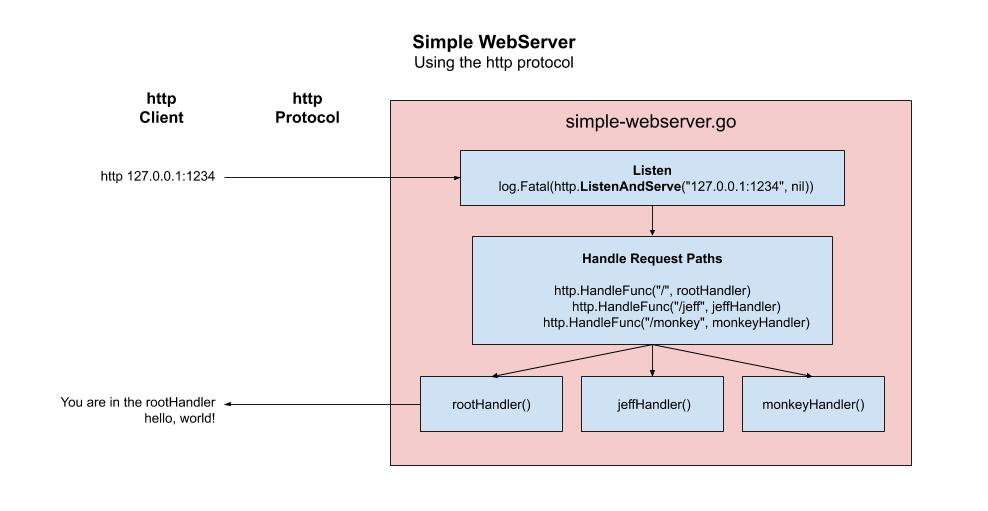 Simple WebServer
Using the http protocol
http
Client
http
Protocol
simple-webserver.go
Listen
http 127.0.0.1:1234
log.Fatal(http.ListenAndServe("127.0.0.1:1234", nil))
Handle Request Paths
http.HandleFunc("/", rootHandler)
http.HandleFunc("/jeff", jeffHandler)
http.HandleFunc("/monkey", monkeyHandler)
You are in the rootHandler
hello, world!
rootHandler()
jeffHandler()
monkeyHandler()